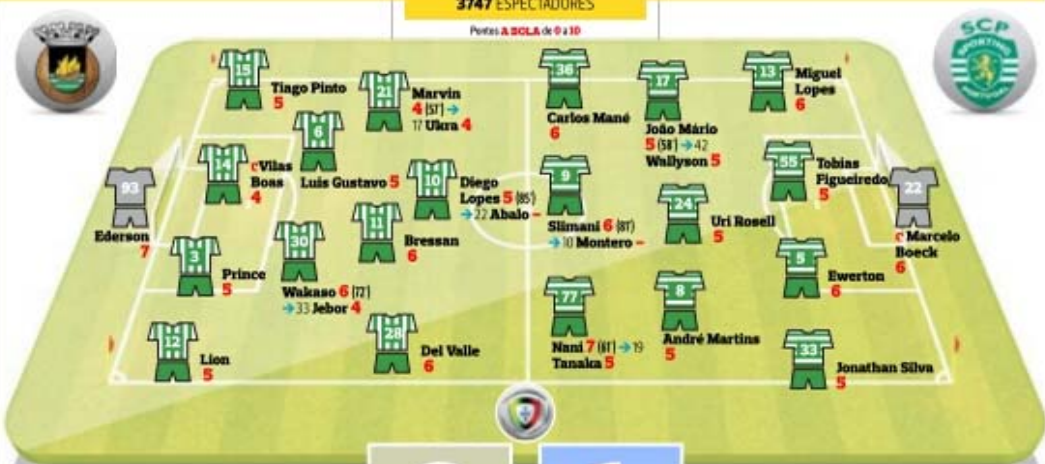 3747 ESPECTADORES
Pontos A BOLA de 0 a 10
SCP
SPORTING
PORTUGAL
15
Tiago Pinto
5
21
Marvin
4 (57') →
17 Ukra 4
6
Luis Gustavo 5
14
c Vilas
Boas
4
93
Ederson
7
10
Diego
Lopes 5 (85')
→ 22 Abalo –
11
Bressan
6
3
Prince
5
30
Wakaso 6 (72')
→ 33 Jebor 4
12
Lion
5
28
Del Valle
6
36
Carlos Mané
6
17
João Mário
5 (58') → 42
Wallyson 5
13
Miguel
Lopes
6
9
Slimani 6 (81')
→ 10 Montero –
24
Uri Rosell
5
55
Tobias
Figueiredo
5
22
c Marcelo
Boeck
6
5
Ewerton
6
77
Nani 7 (61') → 19
Tanaka 5
8
André Martins
5
33
Jonathan Silva
5